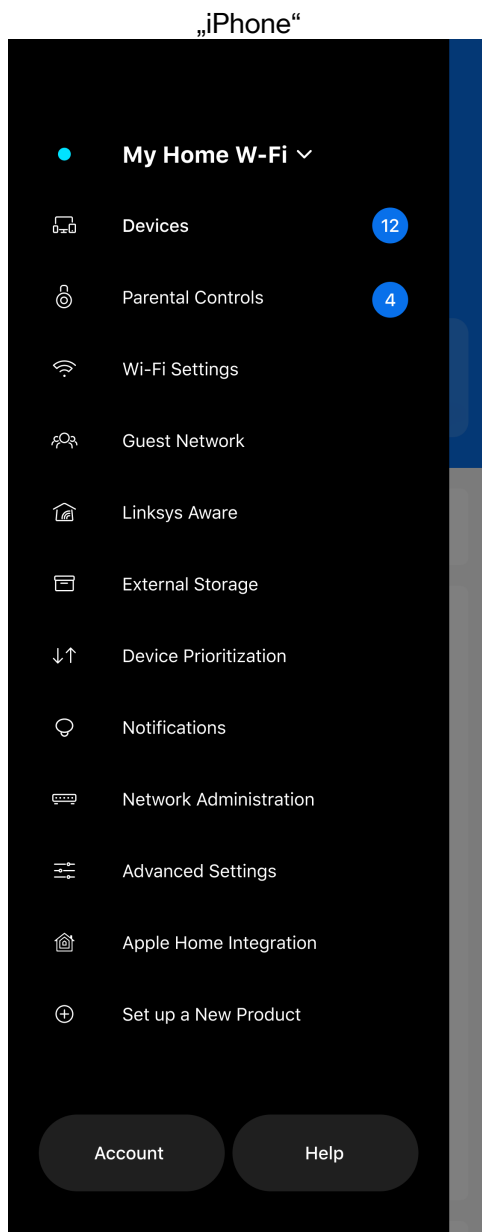 „iPhone“
My Home W-Fi
Devices 12
Parental Controls 4
Wi-Fi Settings
Guest Network
Linksys Aware
External Storage
Device Prioritization
Notifications
Network Administration
Advanced Settings
Apple Home Integration
Set up a New Product
Account Help